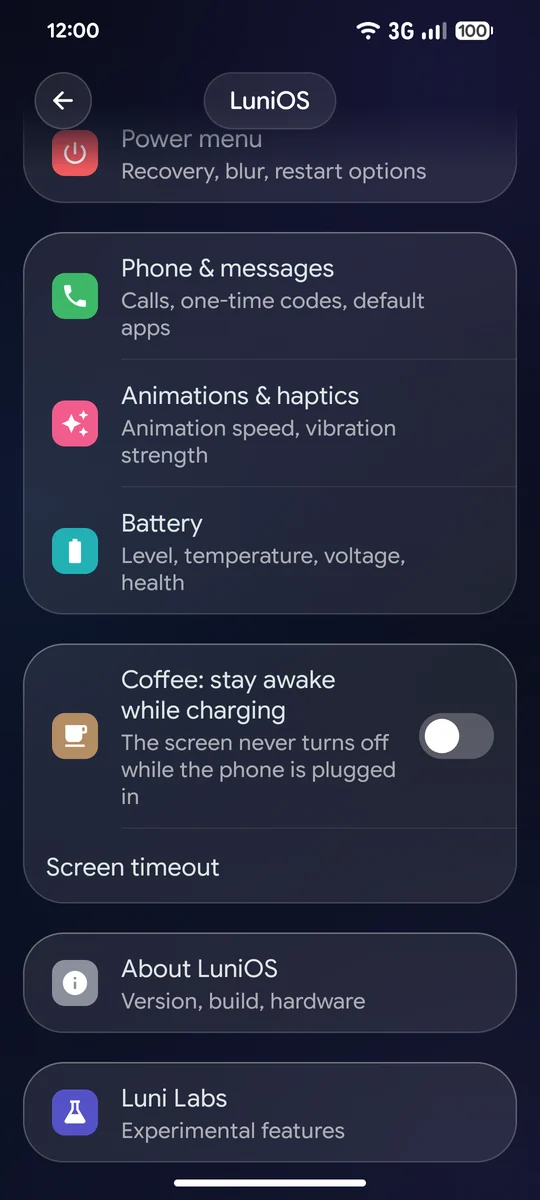 12:00
3G
100
LuniOS
Power menu
Recovery, blur, restart options
Phone & messages
Calls, one-time codes, default
apps
Animations & haptics
Animation speed, vibration
strength
Battery
Level, temperature, voltage,
health
Coffee: stay awake
while charging
The screen never turns off
while the phone is plugged
in
Screen timeout
About LuniOS
Version, build, hardware
Luni Labs
Experimental features